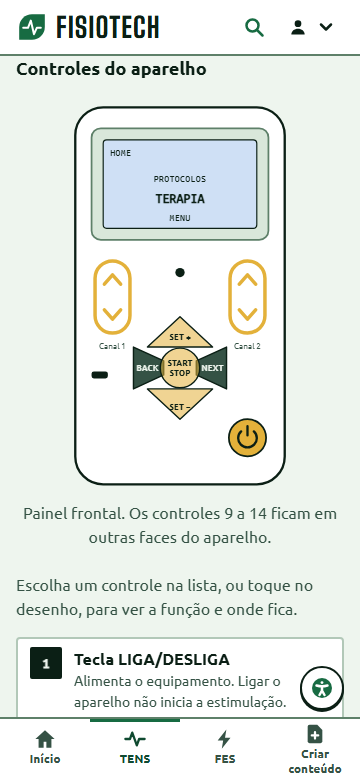 FISIOTECH
Controles do aparelho
HOME
PROTOCOLOS
TERAPIA
MENU
Canal 1
Canal 2
SET +
BACK
START
STOP
NEXT
SET −
Painel frontal. Os controles 9 a 14 ficam em
outras faces do aparelho.
Escolha um controle na lista, ou toque no
desenho, para ver a função e onde fica.
1
Tecla LIGA/DESLIGA
Alimenta o equipamento. Ligar o
aparelho não inicia a estimulação.
Início
TENS
FES
Criar
conteúdo